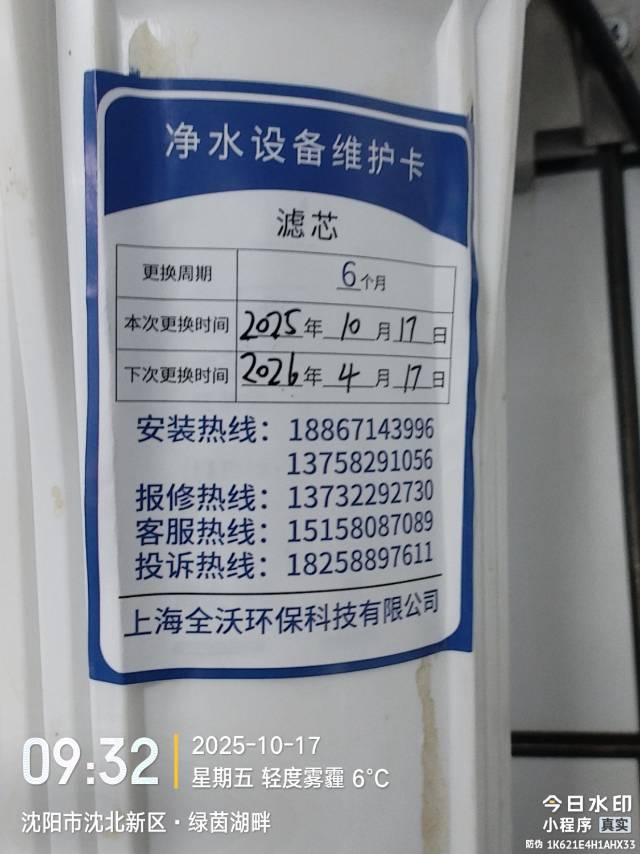 净水设备维护卡
滤芯
更换周期 6个月
本次更换时间 2025年10月17日
下次更换时间 2026年4月17日
安装热线：18867143996
13758291056
报修热线：13732292730
客服热线：15158087089
投诉热线：18258897611
上海全沃环保科技有限公司
09:32 2025-10-17
星期五 轻度雾霾 6℃
沈阳市沈北新区·绿茵湖畔
今日水印
小程序 真实
防伪 1K621E4H1AHX33